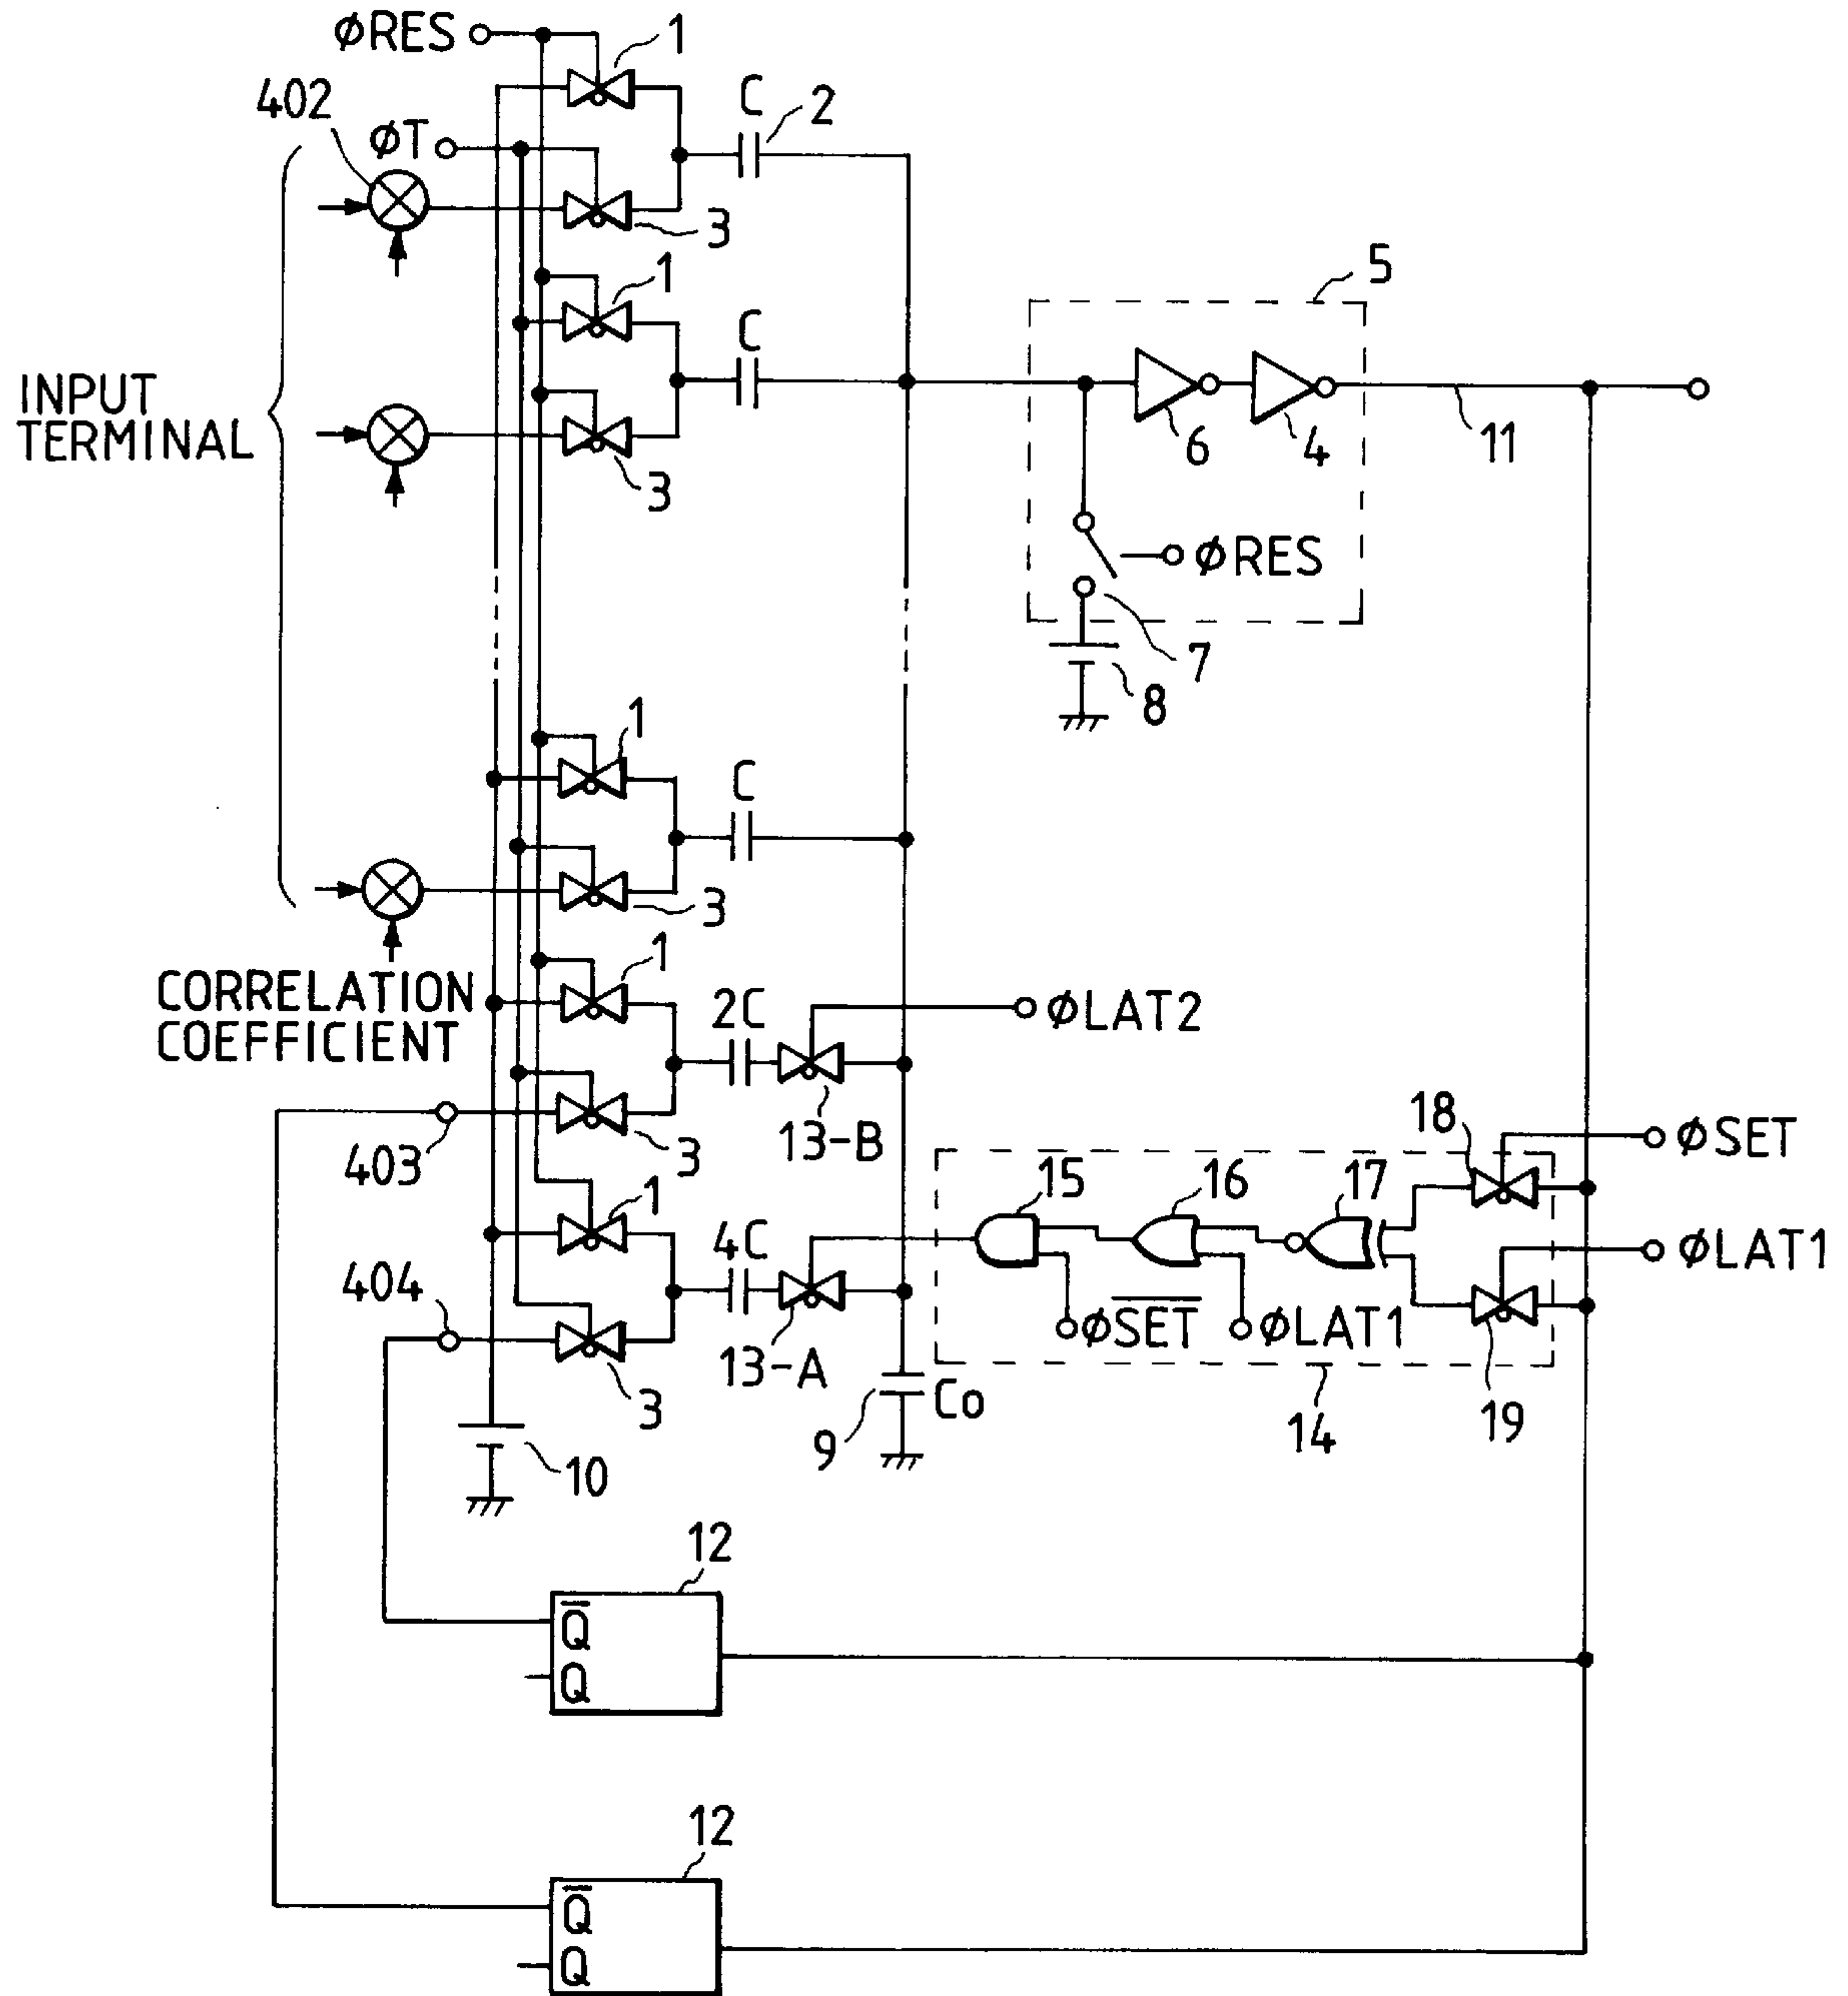 φRES
1
402
C
2
φT
3
1
5
C
INPUT
TERMINAL
6
4
11
3
φRES
7
8
1
C
3
CORRELATION
COEFFICIENT
1
2C
φLAT2
403
3
13-B
18
φSET
15
16
17
1
4C
φLAT1
404
φS̅E̅T̅
φLAT1
13-A
3
9
Co
14
19
10
12
Q̅
Q
12
Q̅
Q